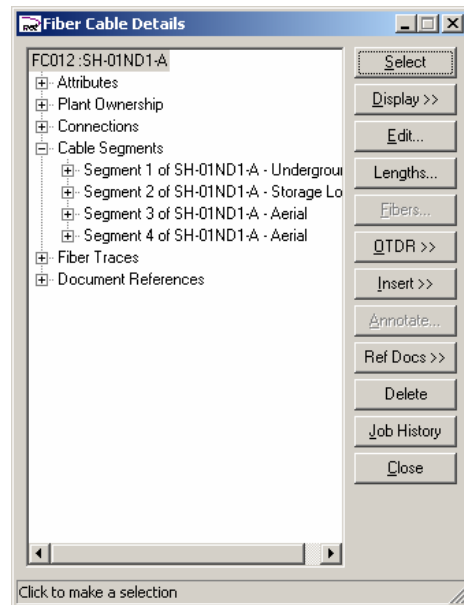 Fiber Cable Details
FC012 :SH-01ND1-A
Attributes
Plant Ownership
Connections
Cable Segments
Segment 1 of SH-01ND1-A - Undergrou
Segment 2 of SH-01ND1-A - Storage Lo
Segment 3 of SH-01ND1-A - Aerial
Segment 4 of SH-01ND1-A - Aerial
Fiber Traces
Document References
Select
Display >>
Edit...
Lengths...
Fibers...
OTDR >>
Insert >>
Annotate...
Ref Docs >>
Delete
Job History
Close
Click to make a selection